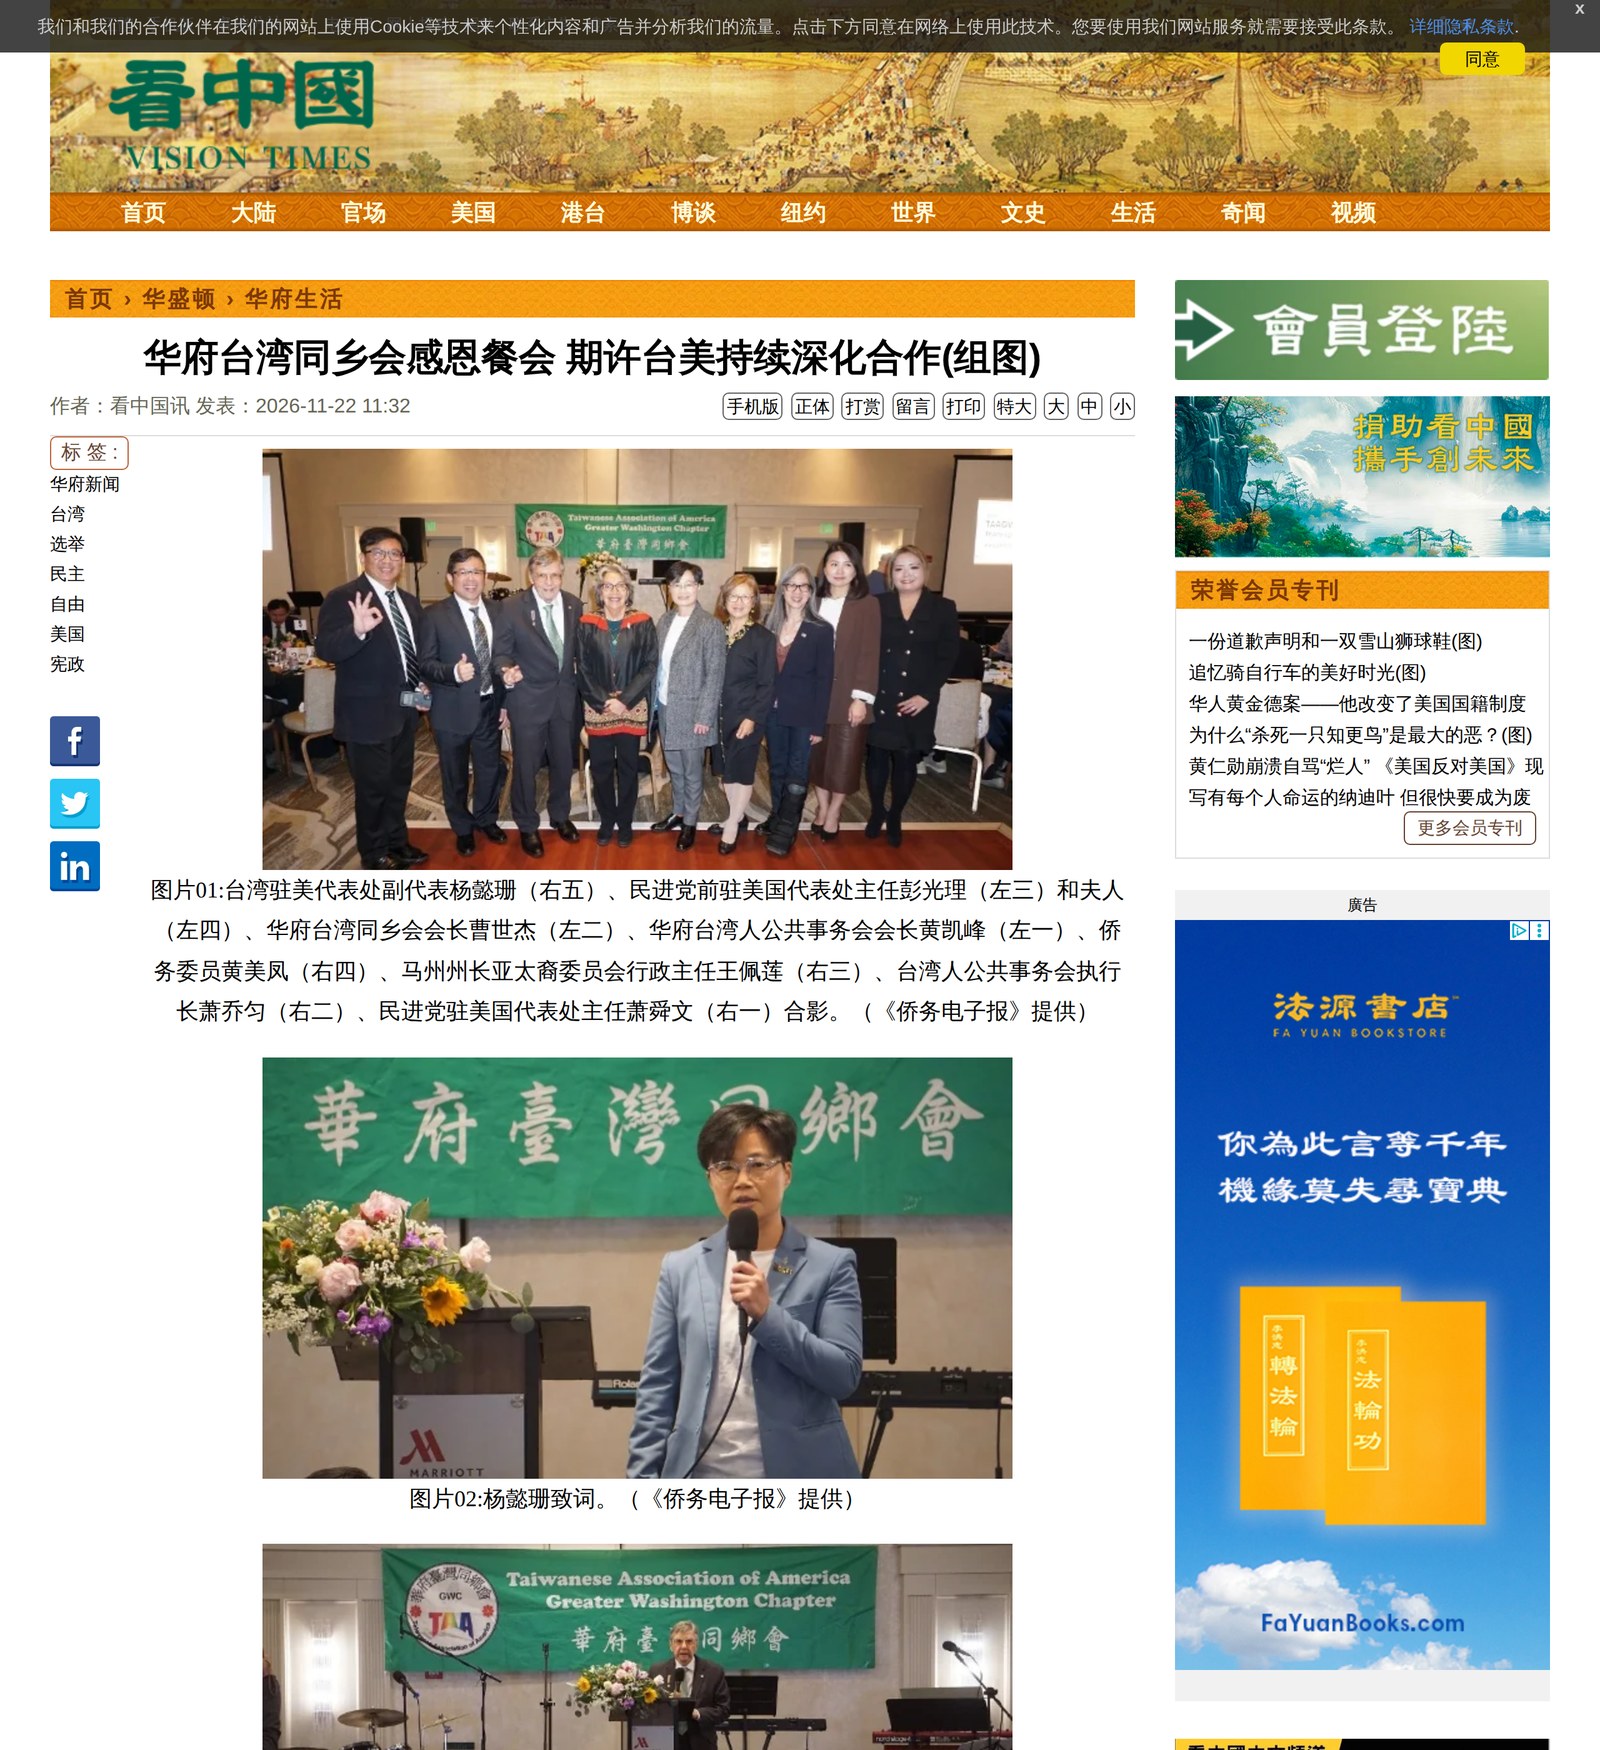 我们和我们的合作伙伴在我们的网站上使用Cookie等技术来个性化内容和广告并分析我们的流量。点击下方同意在网络上使用此技术。您要使用我们网站服务就需要接受此条款。 详细隐私条款.
x
同意
看中國
VISION TIMES
首页 大陆 官场 美国 港台 博谈 纽约 世界 文史 生活 奇闻 视频
首页 › 华盛顿 › 华府生活
华府台湾同乡会感恩餐会 期许台美持续深化合作(组图)
作者：看中国讯 发表：2026-11-22 11:32
手机版 正体 打赏 留言 打印 特大 大 中 小
标 签 :
华府新闻
台湾
选举
民主
自由
美国
宪政
Taiwanese Association of America
Greater Washington Chapter
華府臺灣同鄉會
TAA
图片01:台湾驻美代表处副代表杨懿珊（右五）、民进党前驻美国代表处主任彭光理（左三）和夫人
（左四）、华府台湾同乡会会长曹世杰（左二）、华府台湾人公共事务会会长黄凯峰（左一）、侨
务委员黄美凤（右四）、马州州长亚太裔委员会行政主任王佩莲（右三）、台湾人公共事务会执行
长萧乔匀（右二）、民进党驻美国代表处主任萧舜文（右一）合影。（《侨务电子报》提供）
華府臺灣同鄉會
Roland
MARRIOTT
图片02:杨懿珊致词。（《侨务电子报》提供）
華府臺灣同鄉會
GWC
TAA
Taiwanese Association of America
Greater Washington Chapter
華府臺 同鄉會
會員登陸
捐助看中國
攜手創未來
荣誉会员专刊
一份道歉声明和一双雪山狮球鞋(图)
追忆骑自行车的美好时光(图)
华人黄金德案——他改变了美国国籍制度
为什么“杀死一只知更鸟”是最大的恶？(图)
黄仁勋崩溃自骂“烂人” 《美国反对美国》现
写有每个人命运的纳迪叶 但很快要成为废
更多会员专刊
廣告
法源書店
FA YUAN BOOKSTORE
你為此言等千年
機緣莫失尋寶典
李洪志
轉法輪
李洪志
法輪功
FaYuanBooks.com